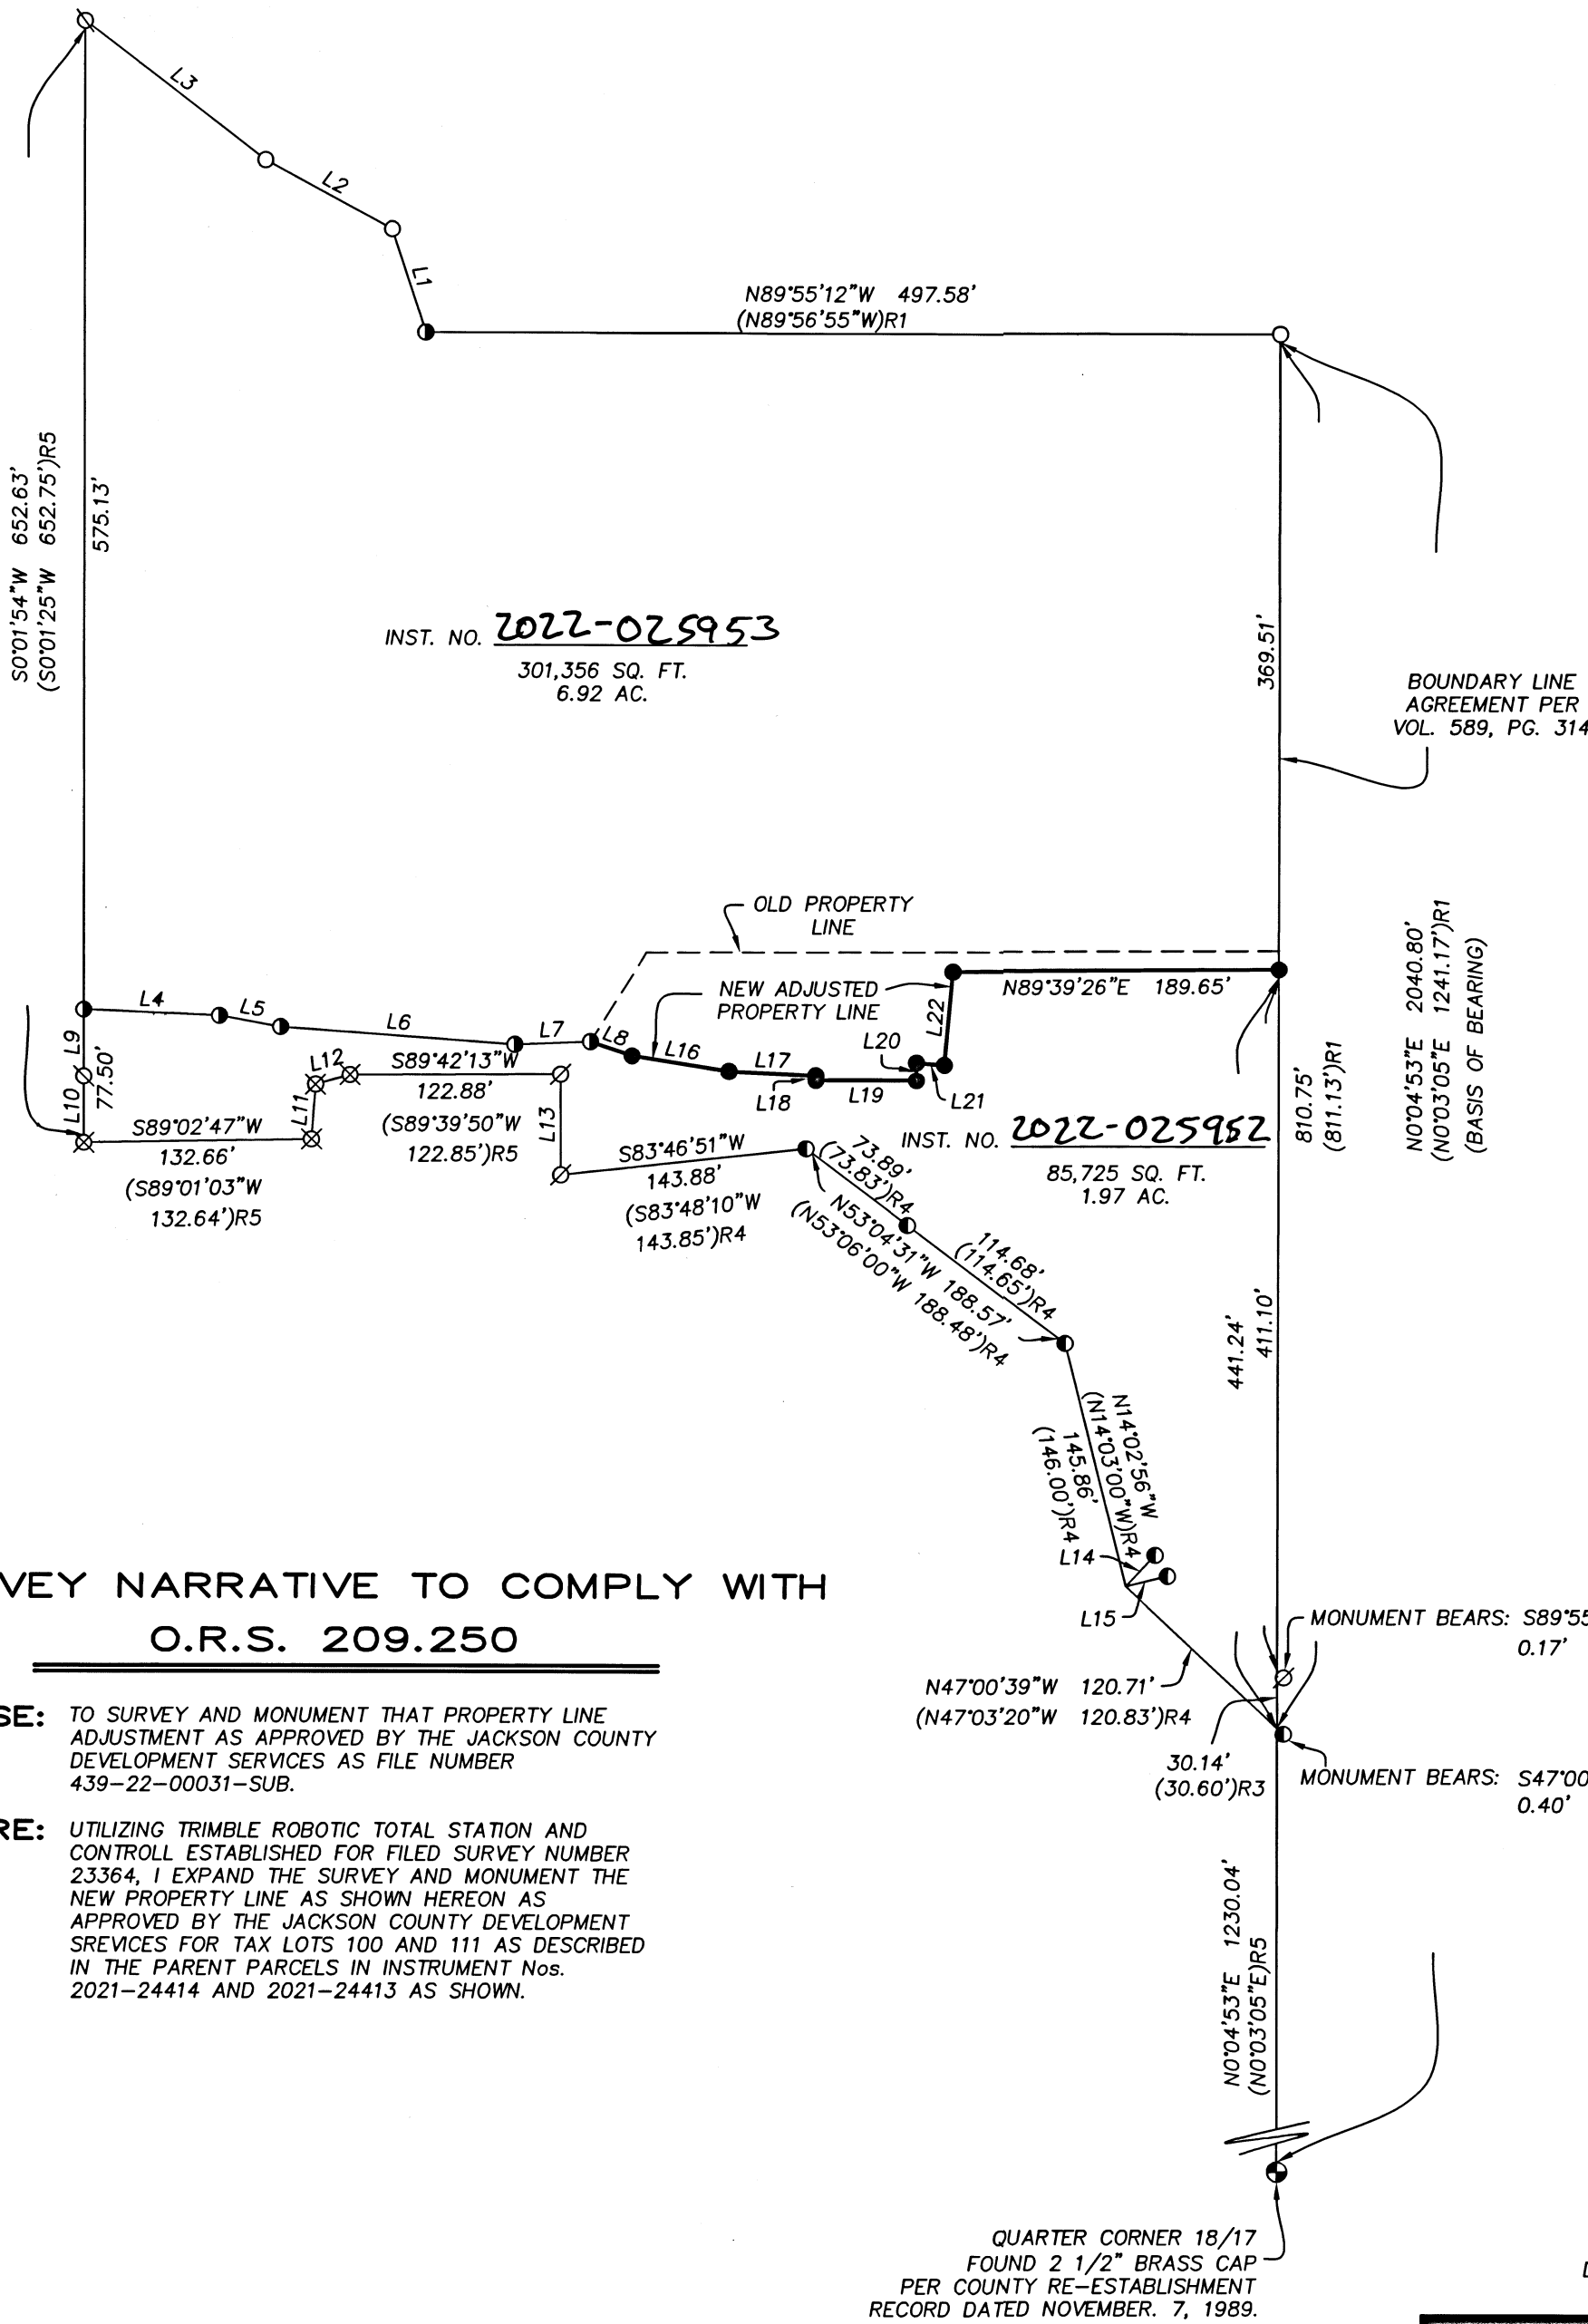 L3
L2
L1
N89°55'12"W 497.58'
(N89°56'55"W)R1
S0°01'54"W 652.63'
(S0°01'25"W 652.75')R5
575.13'
369.51'
INST. NO. 2022-025953
301,356 SQ. FT.
6.92 AC.
BOUNDARY LINE
AGREEMENT PER
VOL. 589, PG. 314
OLD PROPERTY
LINE
NEW ADJUSTED
PROPERTY LINE
N89°39'26"E 189.65'
L22
L4
L5
L6
L7
L8
L16
L17
L18
L19
L20
L21
L9
L10
77.50'
L11
L12
L13
S89°42'13"W
122.88'
(S89°39'50"W
122.85')R5
S89°02'47"W
132.66'
(S89°01'03"W
132.64')R5
S83°46'51"W
143.88'
(S83°48'10"W
143.85')R4
INST. NO. 2022-025952
85,725 SQ. FT.
1.97 AC.
73.89'
(73.83')R4
N53°04'31"W 188.57'
(N53°06'00"W 188.48')R4
114.68'
(114.65')R4
810.75'
(811.13')R1
N0°04'53"E 2040.80'
(N0°03'05"E 1241.17')R1
(BASIS OF BEARING)
441.24'
411.10'
N14°02'56"W
(N14°03'00"W)R4
145.86'
(146.00')R4
L14
L15
N47°00'39"W 120.71'
(N47°03'20"W 120.83')R4
30.14'
(30.60')R3
MONUMENT BEARS: S89°55
0.17'
MONUMENT BEARS: S47°00
0.40'
N0°04'53"E 1230.04'
(N0°03'05"E)R5
QUARTER CORNER 18/17
FOUND 2 1/2" BRASS CAP
PER COUNTY RE-ESTABLISHMENT
RECORD DATED NOVEMBER. 7, 1989.
VEY NARRATIVE TO COMPLY WITH
O.R.S. 209.250
SE: TO SURVEY AND MONUMENT THAT PROPERTY LINE
ADJUSTMENT AS APPROVED BY THE JACKSON COUNTY
DEVELOPMENT SERVICES AS FILE NUMBER
439-22-00031-SUB.
RE: UTILIZING TRIMBLE ROBOTIC TOTAL STATION AND
CONTROLL ESTABLISHED FOR FILED SURVEY NUMBER
23364, I EXPAND THE SURVEY AND MONUMENT THE
NEW PROPERTY LINE AS SHOWN HEREON AS
APPROVED BY THE JACKSON COUNTY DEVELOPMENT
SREVICES FOR TAX LOTS 100 AND 111 AS DESCRIBED
IN THE PARENT PARCELS IN INSTRUMENT Nos.
2021-24414 AND 2021-24413 AS SHOWN.